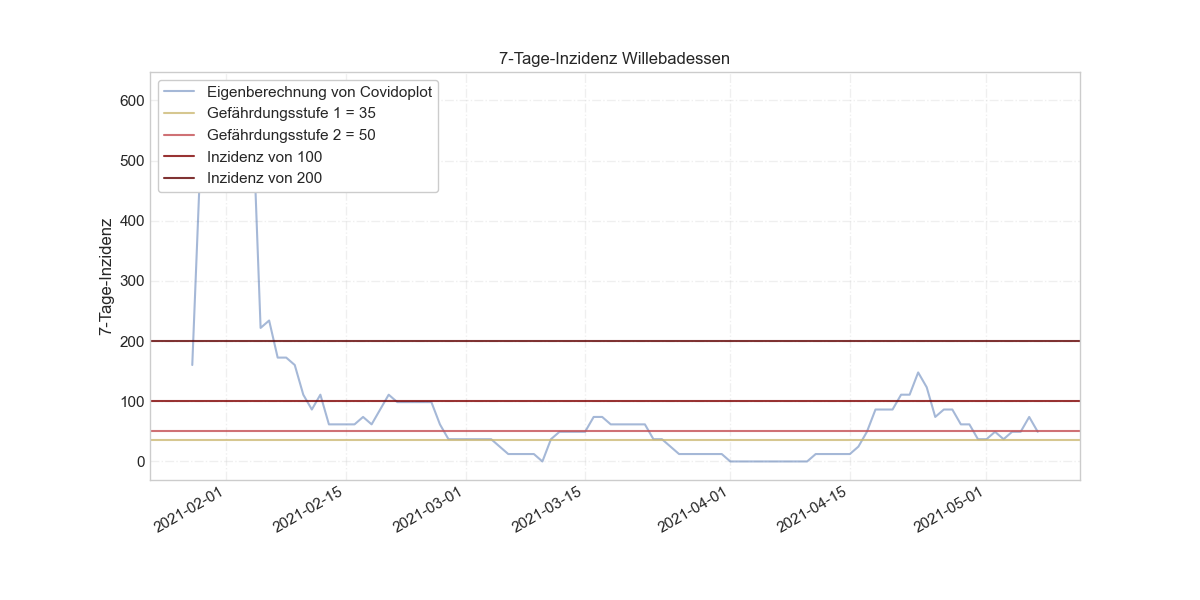 7-Tage-Inzidenz Willebadessen
Eigenberechnung von Covidoplot
Gefährdungsstufe 1 = 35
Gefährdungsstufe 2 = 50
Inzidenz von 100
Inzidenz von 200
7-Tage-Inzidenz
600
500
400
300
200
100
0
2021-02-01
2021-02-15
2021-03-01
2021-03-15
2021-04-01
2021-04-15
2021-05-01